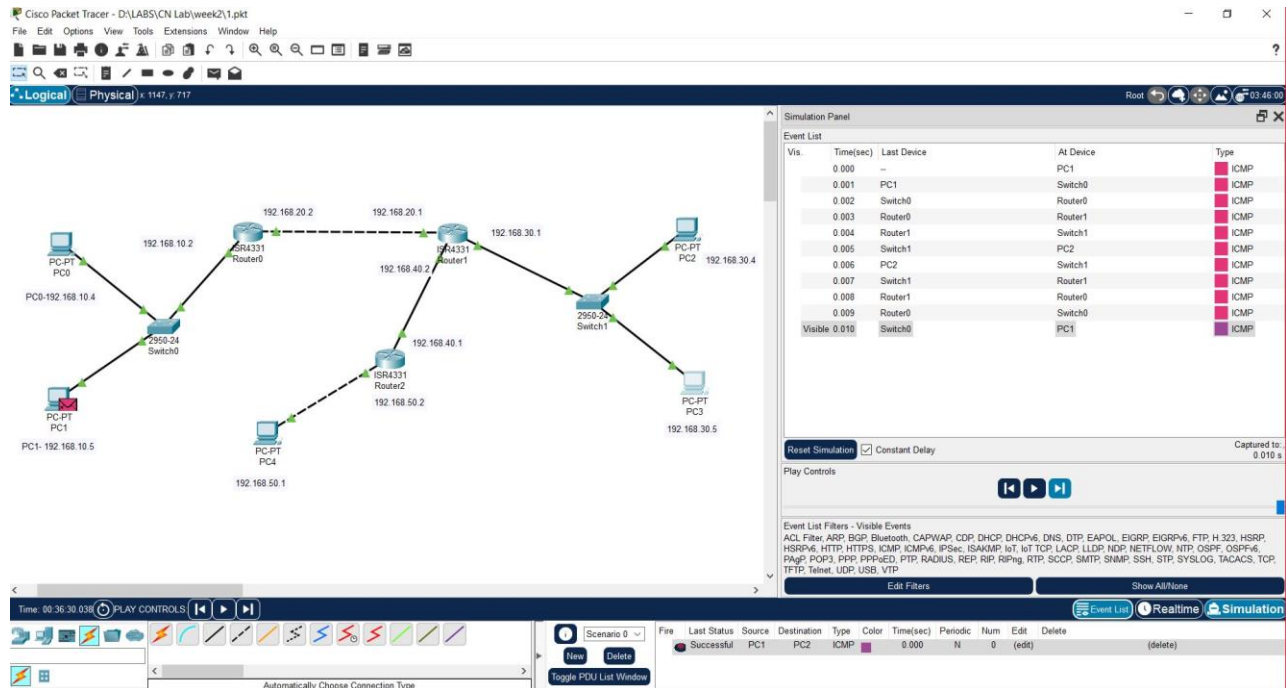 Cisco Packet Tracer - D:\LABS\CN Lab\week2\1.pkt
File Edit Options View Tools Extensions Window Help
?
Logical Physical x: 1147, y: 717 Root 03:46:00
Simulation Panel
Event List
Vis. Time(sec) Last Device At Device Type
0.000 -- PC1 ICMP
0.001 PC1 Switch0 ICMP
0.002 Switch0 Router0 ICMP
0.003 Router0 Router1 ICMP
0.004 Router1 Switch1 ICMP
0.005 Switch1 PC2 ICMP
0.006 PC2 Switch1 ICMP
0.007 Switch1 Router1 ICMP
0.008 Router1 Router0 ICMP
0.009 Router0 Switch0 ICMP
Visible 0.010 Switch0 PC1 ICMP
192.168.20.2 192.168.20.1
192.168.10.2
192.168.30.1
ISR4331
Router0
ISR4331
Router1
PC-PT
PC0
PC-PT
PC2
192.168.30.4
192.168.40.2
PC0-192.168.10.4
2950-24
Switch0
2950-24
Switch1
192.168.40.1
ISR4331
Router2
192.168.50.2
PC-PT
PC1
PC-PT
PC3
192.168.30.5
PC1- 192.168.10.5
PC-PT
PC4
192.168.50.1
Reset Simulation Constant Delay
Captured to:
0.010 s
Play Controls
Event List Filters - Visible Events
ACL Filter, ARP, BGP, Bluetooth, CAPWAP, CDP, DHCP, DHCPv6, DNS, DTP, EAPOL, EIGRP, EIGRPv6, FTP, H.323, HSRP,
HSRPv6, HTTP, HTTPS, ICMP, ICMPv6, IPSec, ISAKMP, IoT, IoT TCP, LACP, LLDP, NDP, NETFLOW, NTP, OSPF, OSPFv6,
PAgP, POP3, PPP, PPPoED, PTP, RADIUS, REP, RIP, RIPng, RTP, SCCP, SMTP, SNMP, SSH, STP, SYSLOG, TACACS, TCP,
TFTP, Telnet, UDP, USB, VTP
Edit Filters Show All/None
Time: 00:36:30.038 PLAY CONTROLS: Event List Realtime Simulation
Scenario 0
New Delete
Toggle PDU List Window
Fire Last Status Source Destination Type Color Time(sec) Periodic Num Edit Delete
Successful PC1 PC2 ICMP 0.000 N 0 (edit) (delete)
Automatically Choose Connection Type